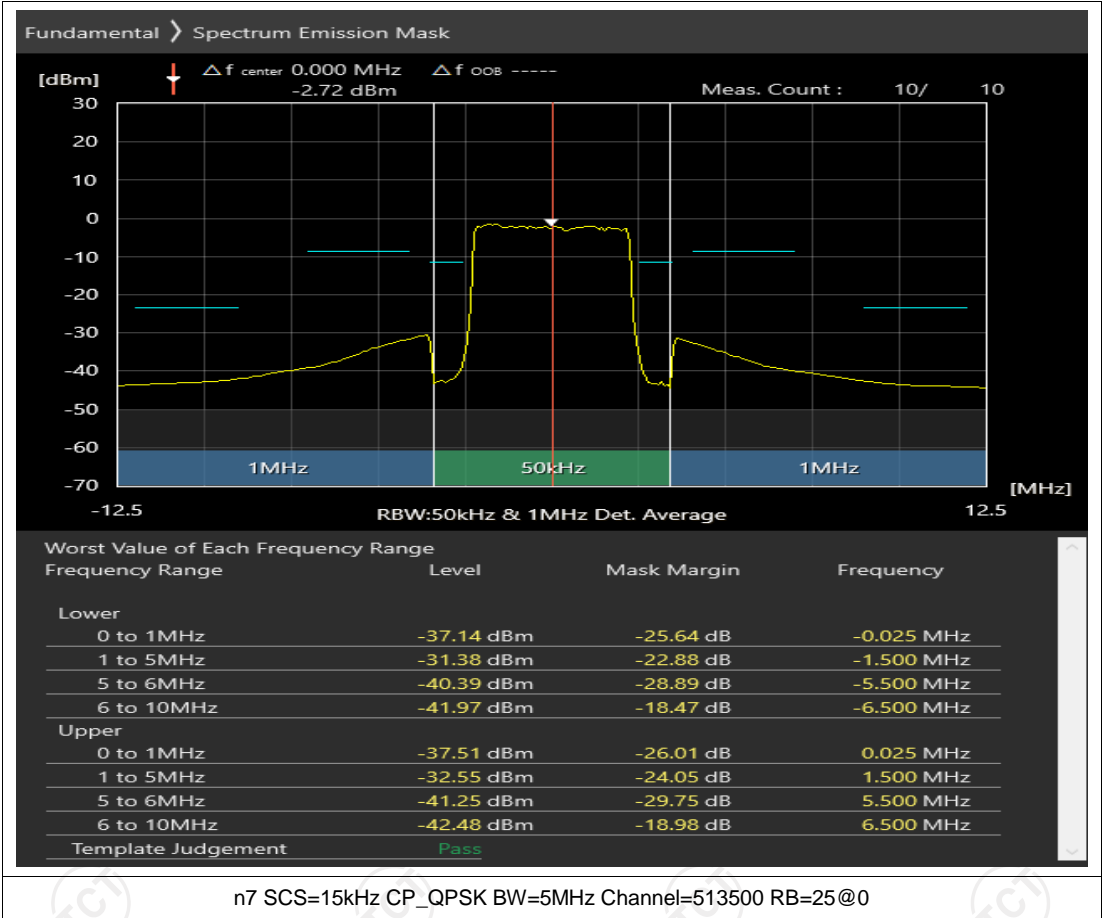 Fundamental ❯ Spectrum Emission Mask
[dBm] △f center 0.000 MHz △f OOB -----
-2.72 dBm Meas. Count : 10/ 10
30
20
10
0
-10
-20
-30
-40
-50
-60
1MHz 50kHz 1MHz
-70 [MHz]
-12.5 RBW:50kHz & 1MHz Det. Average 12.5
Worst Value of Each Frequency Range
Frequency Range Level Mask Margin Frequency
Lower
0 to 1MHz -37.14 dBm -25.64 dB -0.025 MHz
1 to 5MHz -31.38 dBm -22.88 dB -1.500 MHz
5 to 6MHz -40.39 dBm -28.89 dB -5.500 MHz
6 to 10MHz -41.97 dBm -18.47 dB -6.500 MHz
Upper
0 to 1MHz -37.51 dBm -26.01 dB 0.025 MHz
1 to 5MHz -32.55 dBm -24.05 dB 1.500 MHz
5 to 6MHz -41.25 dBm -29.75 dB 5.500 MHz
6 to 10MHz -42.48 dBm -18.98 dB 6.500 MHz
Template Judgement Pass
n7 SCS=15kHz CP_QPSK BW=5MHz Channel=513500 RB=25@0
TCT TCT TCT TCT